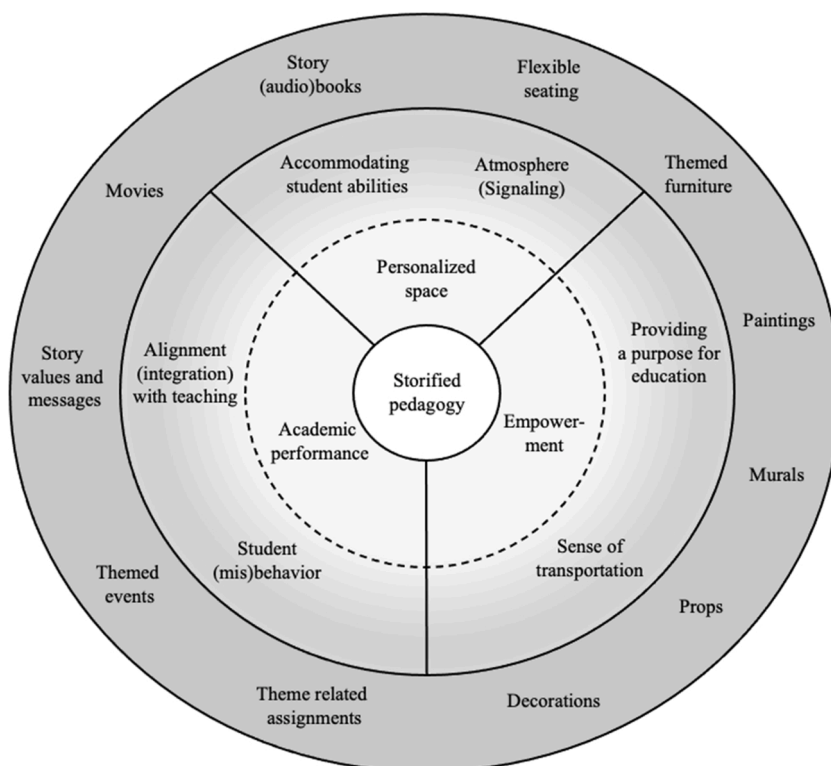 Story
(audio)books
Flexible
seating
Movies
Accommodating
student abilities
Atmosphere
(Signaling)
Themed
furniture
Personalized
space
Paintings
Story
values and
messages
Alignment
(integration)
with teaching
Storified
pedagogy
Providing
a purpose for
education
Academic
performance
Empower-
ment
Murals
Themed
events
Student
(mis)behavior
Sense of
transportation
Props
Theme related
assignments
Decorations